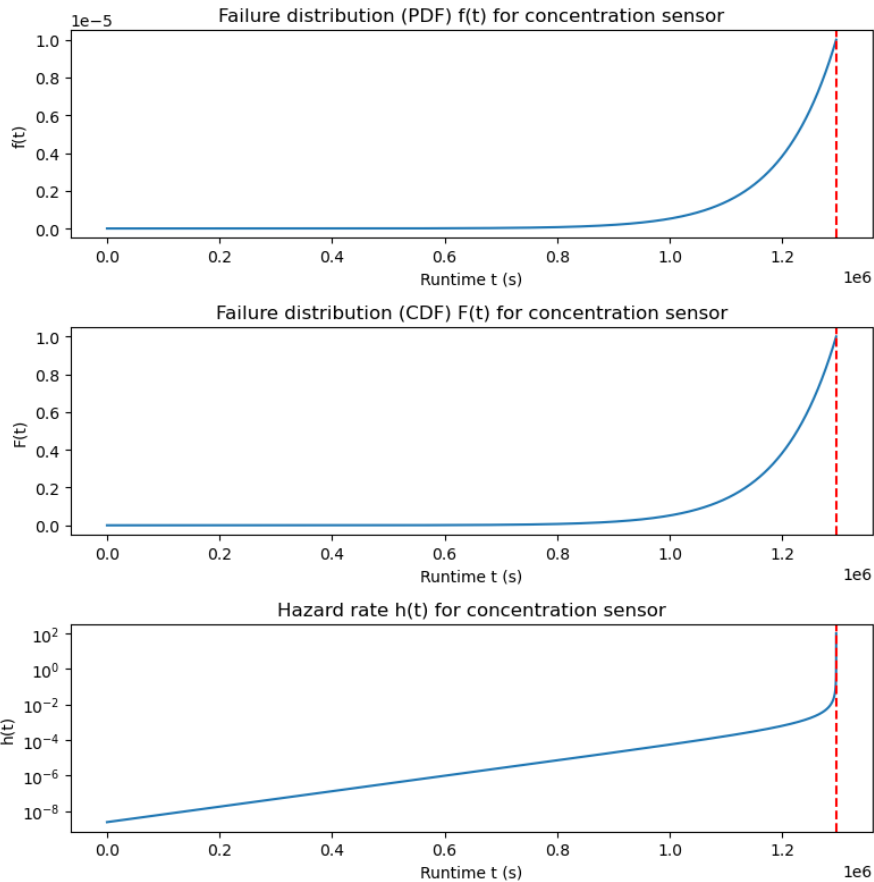 Failure distribution (PDF) f(t) for concentration sensor
1e−5
1.0
0.8
0.6
0.4
0.2
0.0
f(t)
0.0 0.2 0.4 0.6 0.8 1.0 1.2
Runtime t (s)
1e6
Failure distribution (CDF) F(t) for concentration sensor
1.0
0.8
0.6
0.4
0.2
0.0
F(t)
0.0 0.2 0.4 0.6 0.8 1.0 1.2
Runtime t (s)
1e6
Hazard rate h(t) for concentration sensor
10²
10⁰
10⁻²
10⁻⁴
10⁻⁶
10⁻⁸
h(t)
0.0 0.2 0.4 0.6 0.8 1.0 1.2
Runtime t (s)
1e6